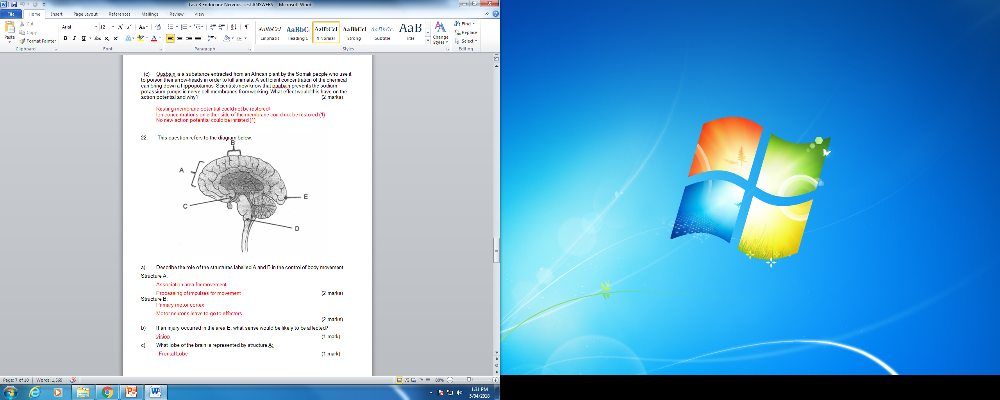 Task 3 Endocrine Nervous Test ANSWERS - Microsoft Word
File Home Insert Page Layout References Mailings Review View
Paste
Cut
Copy
Format Painter
Clipboard
Arial 12
Font
Paragraph
AaBbCcI AaBbC AaBbCcI AaBbCcI AaBbCc. AaB
Emphasis Heading 1 ¶ Normal Strong Subtitle Title
Styles
Change Styles
Find
Replace
Select
Editing
(c) Ouabain is a substance extracted from an African plant by the Somali people who use it
to poison their arrow-heads in order to kill animals. A sufficient concentration of the chemical
can bring down a hippopotamus. Scientists now know that ouabain prevents the sodium-
potassium pumps in nerve cell membranes from working. What effect would this have on the
action potential and why? (2 marks)
Resting membrane potential could not be restored/
Ion concentrations on either side of the membrane could not be restored (1)
No new action potential could be initiated (1)
22. This question refers to the diagram below.
B
A
E
C
D
a) Describe the role of the structures labelled A and B in the control of body movement.
Structure A:
Association area for movement
Processing of impulses for movement (2 marks)
Structure B:
Primary motor cortex
Motor neurons leave to go to effectors
(2 marks)
b) If an injury occurred in the area E, what sense would be likely to be affected?
vision (1 mark)
c) What lobe of the brain is represented by structure A:
Frontal Lobe (1 mark)
Page: 7 of 10 Words: 1,569 80%
1:31 PM
5/04/2018